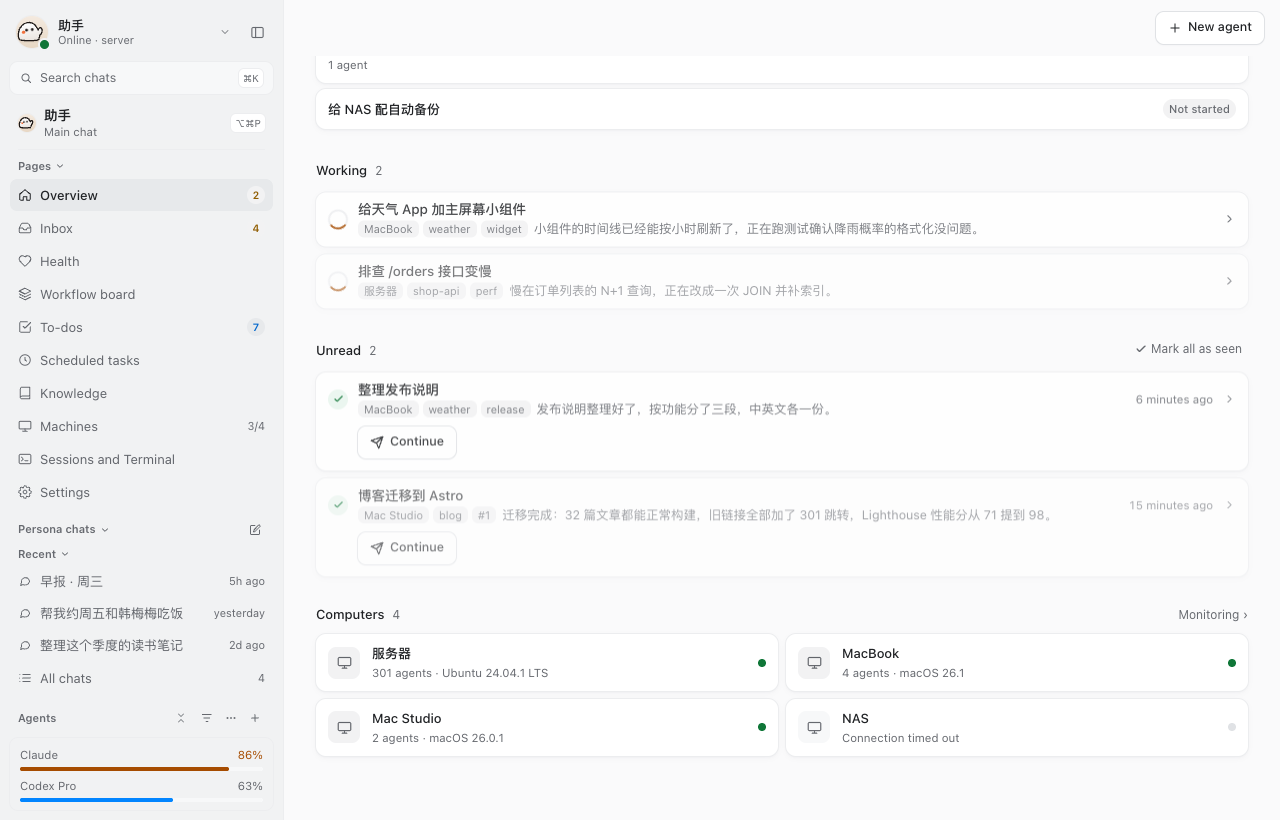 助手
Online · server
Search chats
⌘K
助手
Main chat
⌥⌘P
Pages
Overview
2
Inbox
4
Health
Workflow board
To-dos
7
Scheduled tasks
Knowledge
Machines
3/4
Sessions and Terminal
Settings
Persona chats
Recent
早报 · 周三
5h ago
帮我约周五和韩梅梅吃饭
yesterday
整理这个季度的读书笔记
2d ago
All chats
4
Agents
Claude
86%
Codex Pro
63%
New agent
1 agent
给 NAS 配自动备份
Not started
Working 2
给天气 App 加主屏幕小组件
MacBook weather widget 小组件的时间线已经能按小时刷新了，正在跑测试确认降雨概率的格式化没问题。
排查 /orders 接口变慢
服务器 shop-api perf 慢在订单列表的 N+1 查询，正在改成一次 JOIN 并补索引。
Unread 2
Mark all as seen
整理发布说明
MacBook weather release 发布说明整理好了，按功能分了三段，中英文各一份。
6 minutes ago
Continue
博客迁移到 Astro
Mac Studio blog #1 迁移完成：32 篇文章都能正常构建，旧链接全部加了 301 跳转，Lighthouse 性能分从 71 提到 98。
15 minutes ago
Continue
Computers 4
Monitoring ›
服务器
301 agents · Ubuntu 24.04.1 LTS
MacBook
4 agents · macOS 26.1
Mac Studio
2 agents · macOS 26.0.1
NAS
Connection timed out